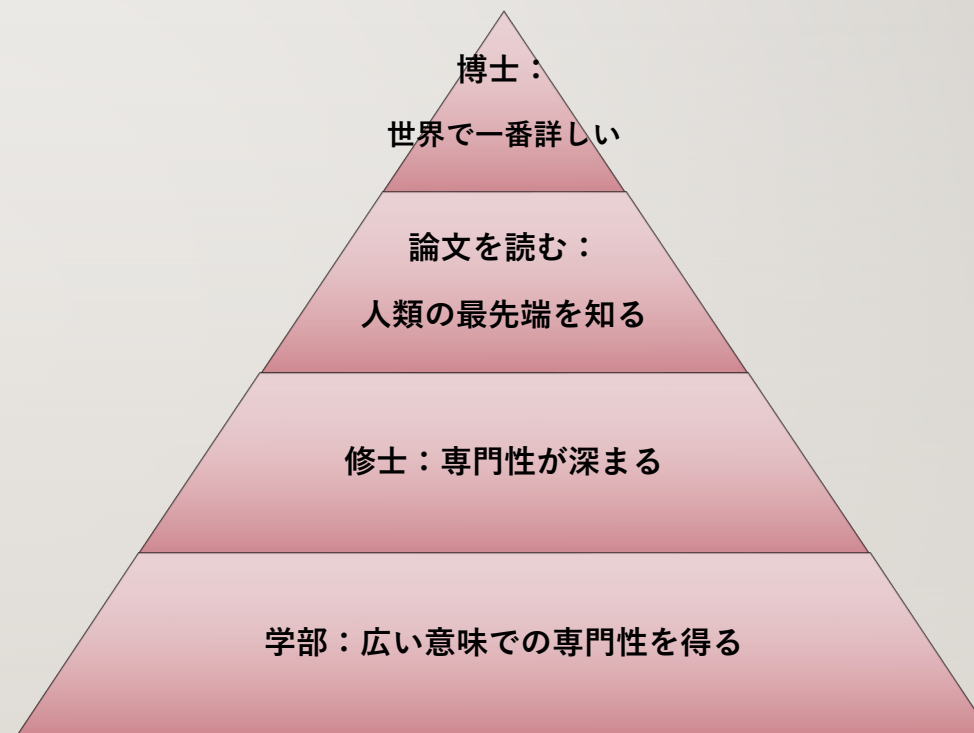 博士：
世界で一番詳しい
論文を読む：
人類の最先端を知る
修士：専門性が深まる
学部：広い意味での専門性を得る